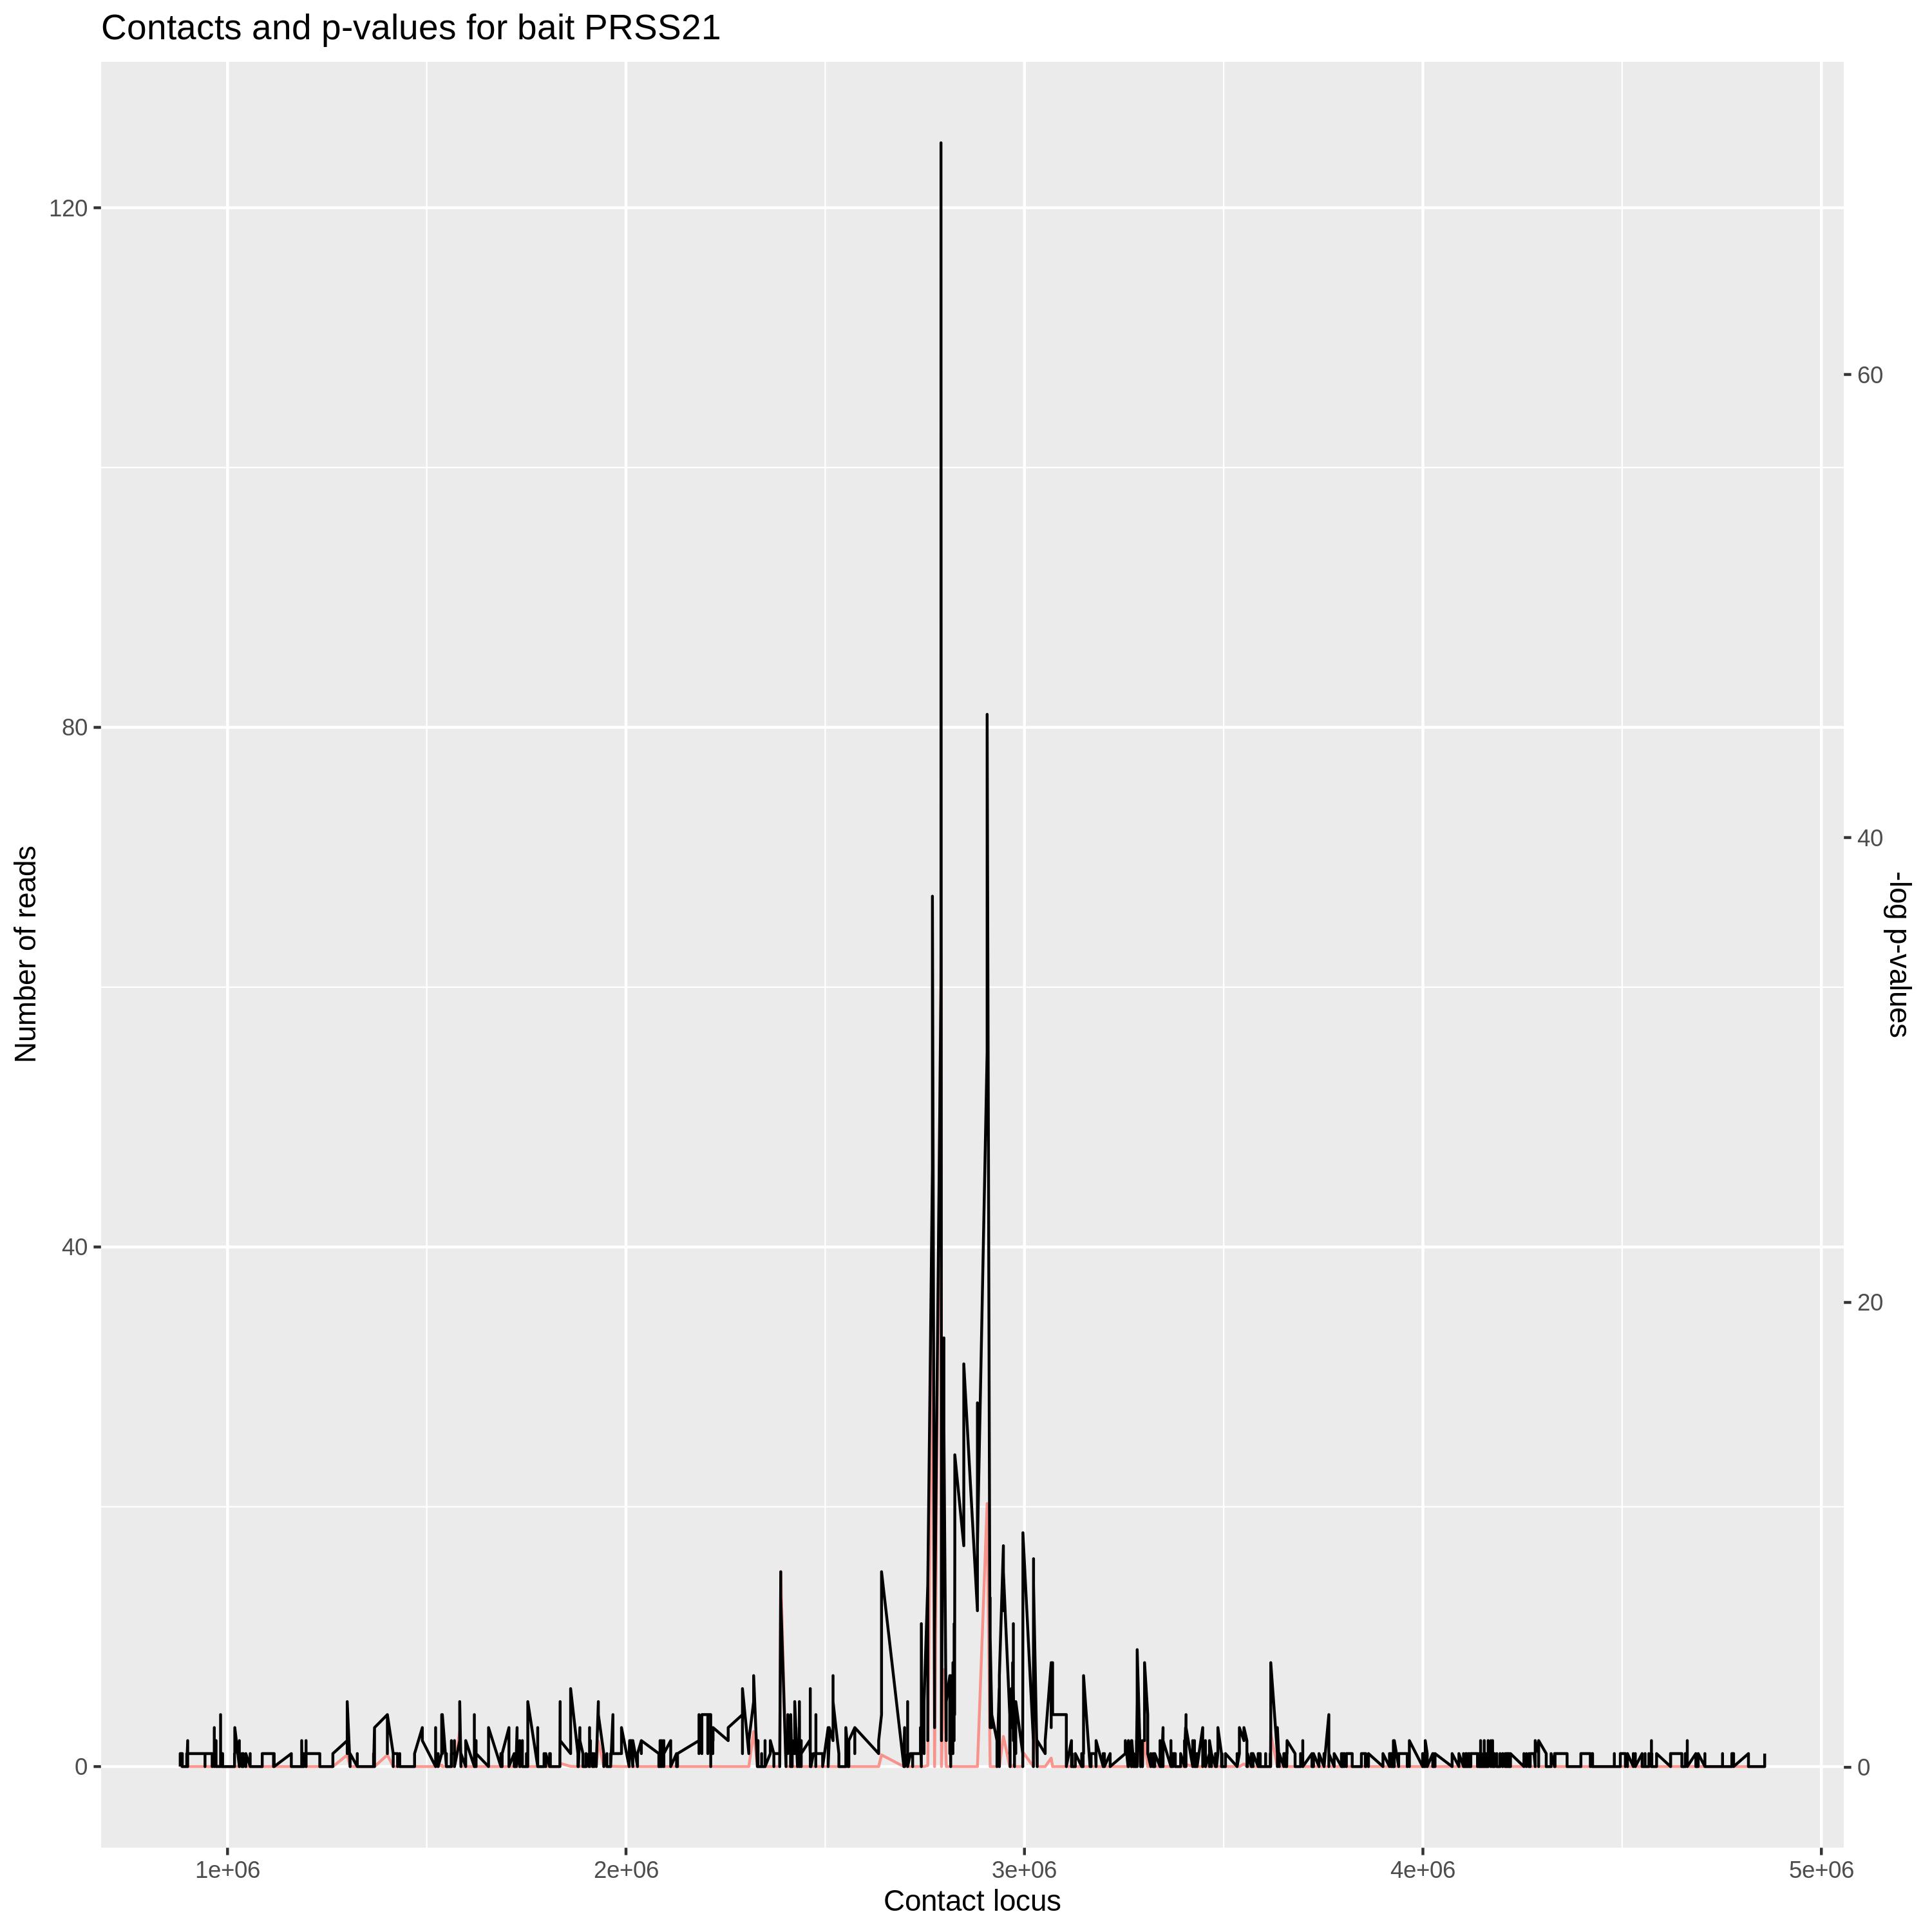 Contacts and p-values for bait PRSS21
120
80
40
0
60
40
20
0
Number of reads
-log p-values
1e+06
2e+06
3e+06
4e+06
5e+06
Contact locus